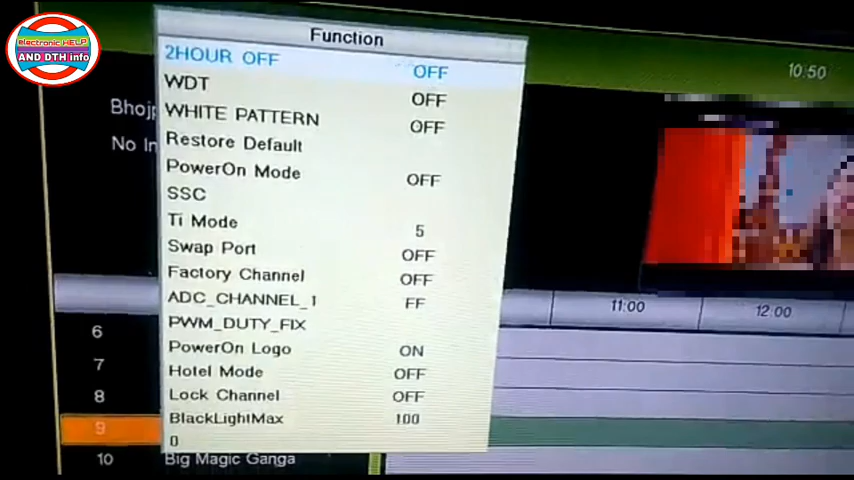 Electronic HELP
AND DTH info
Function
2HOUR OFF OFF
WDT OFF
WHITE PATTERN OFF
Restore Default
PowerOn Mode OFF
SSC
Ti Mode 5
Swap Port OFF
Factory Channel OFF
ADC_CHANNEL_1 FF
PWM_DUTY_FIX
PowerOn Logo ON
Hotel Mode OFF
Lock Channel OFF
BlackLightMax 100
0
10:50
No
11:00 12:00
6
7
8
9
10 Big Magic Ganga